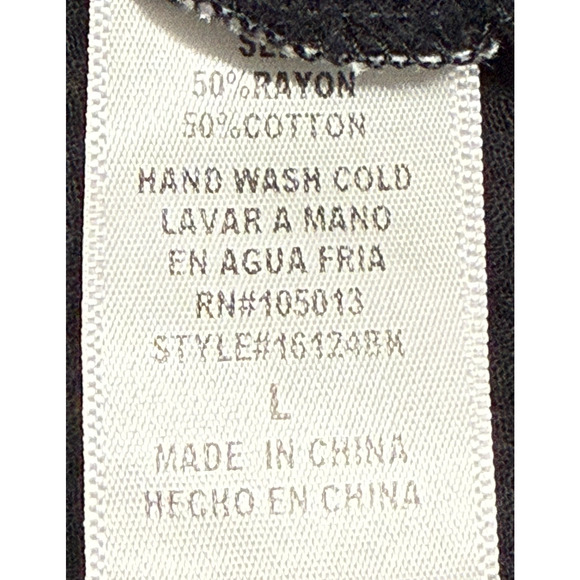 50%RAYON
50%COTTON
HAND WASH COLD
LAVAR A MANO
EN AGUA FRIA
RN#105013
STYLE#16124BM
L
MADE IN CHINA
HECHO EN CHINA